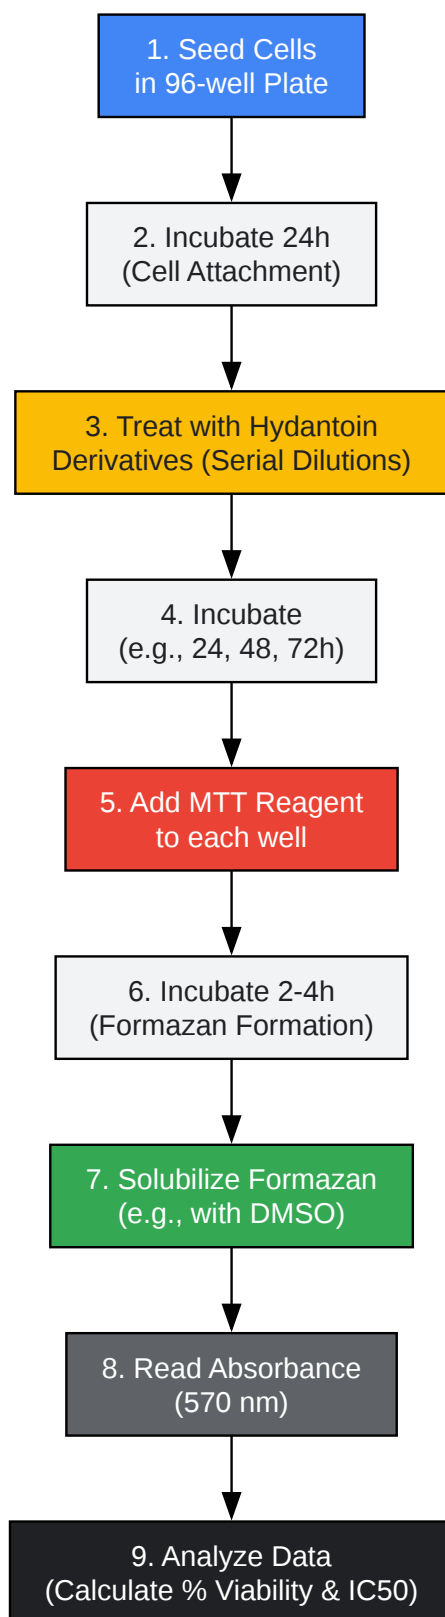 1. Seed Cells
in 96-well Plate
2. Incubate 24h
(Cell Attachment)
3. Treat with Hydantoin
Derivatives (Serial Dilutions)
4. Incubate
(e.g., 24, 48, 72h)
5. Add MTT Reagent
to each well
6. Incubate 2-4h
(Formazan Formation)
7. Solubilize Formazan
(e.g., with DMSO)
8. Read Absorbance
(570 nm)
9. Analyze Data
(Calculate % Viability & IC50)